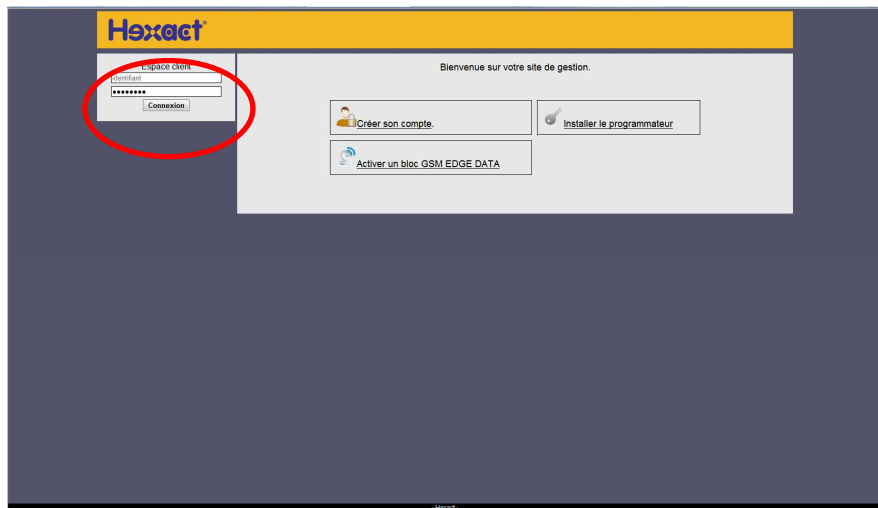 Hexact®
Espace client
identifiant
••••••••
Connexion
Bienvenue sur votre site de gestion.
Créer son compte.
Installer le programmateur
Activer un bloc GSM EDGE DATA
- Hexact -